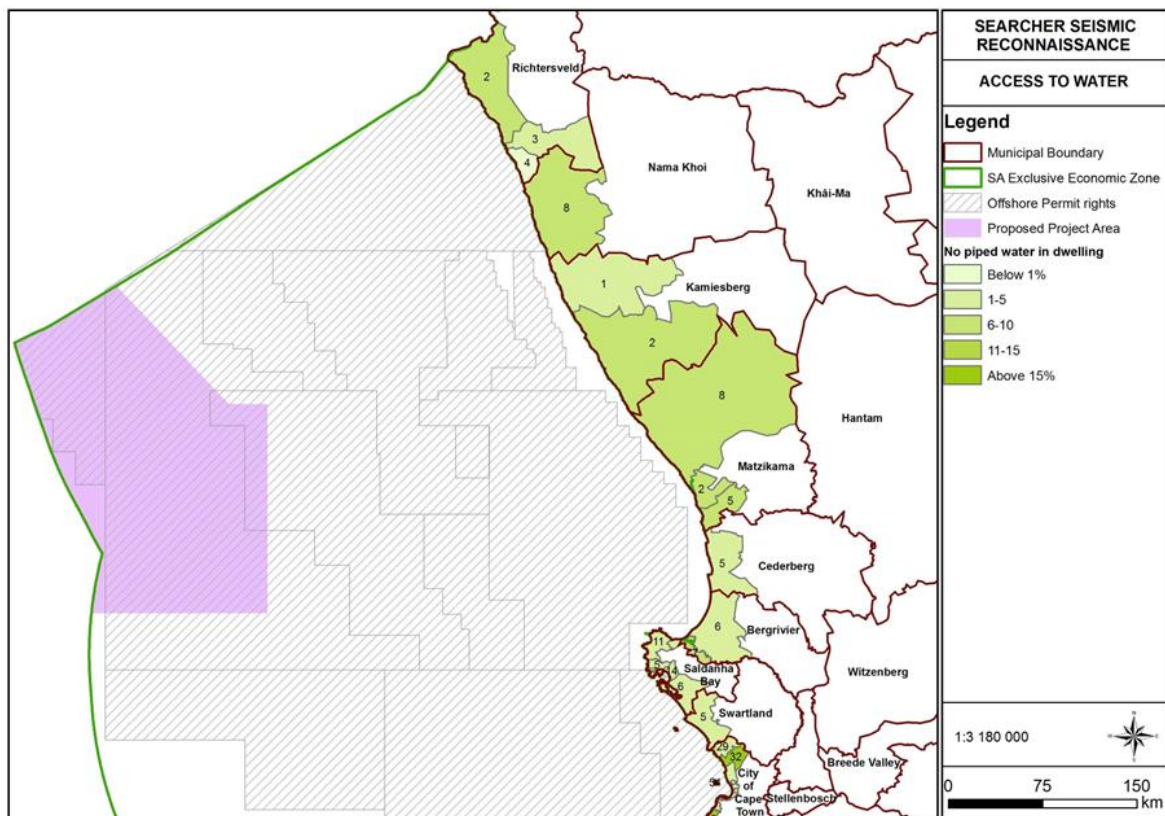 SEARCHER SEISMIC
RECONNAISSANCE
ACCESS TO WATER
Legend
Municipal Boundary
SA Exclusive Economic Zone
Offshore Permit rights
Proposed Project Area
No piped water in dwelling
Below 1%
1-5
6-10
11-15
Above 15%
1:3 180 000
0 75 150
km
2
Richtersveld
3
4
Nama Khoi
8
Khâi-Ma
1
Kamiesberg
2
8
Hantam
Matzikama
2
5
5
Cederberg
6
Bergrivier
11
7
5
14
Saldanha
Bay
Witzenberg
6
5
Swartland
29
32
Breede Valley
City
of
Cape
Town
Stellenbosch